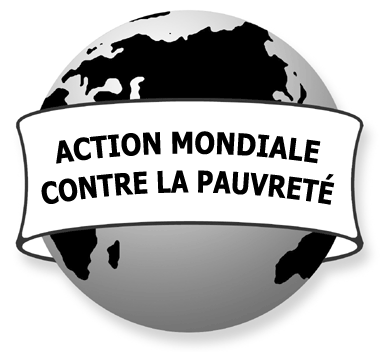 ACTION MONDIALE
CONTRE LA PAUVRETÉ